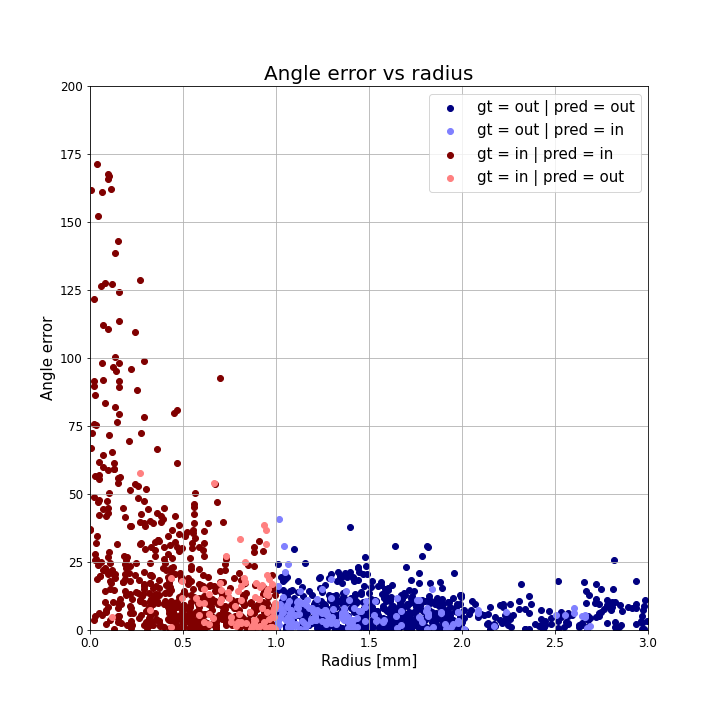 Angle error vs radius
gt = out | pred = out
gt = out | pred = in
gt = in | pred = in
gt = in | pred = out
200
175
150
125
100
75
50
25
0
Angle error
0.0 0.5 1.0 1.5 2.0 2.5 3.0
Radius [mm]